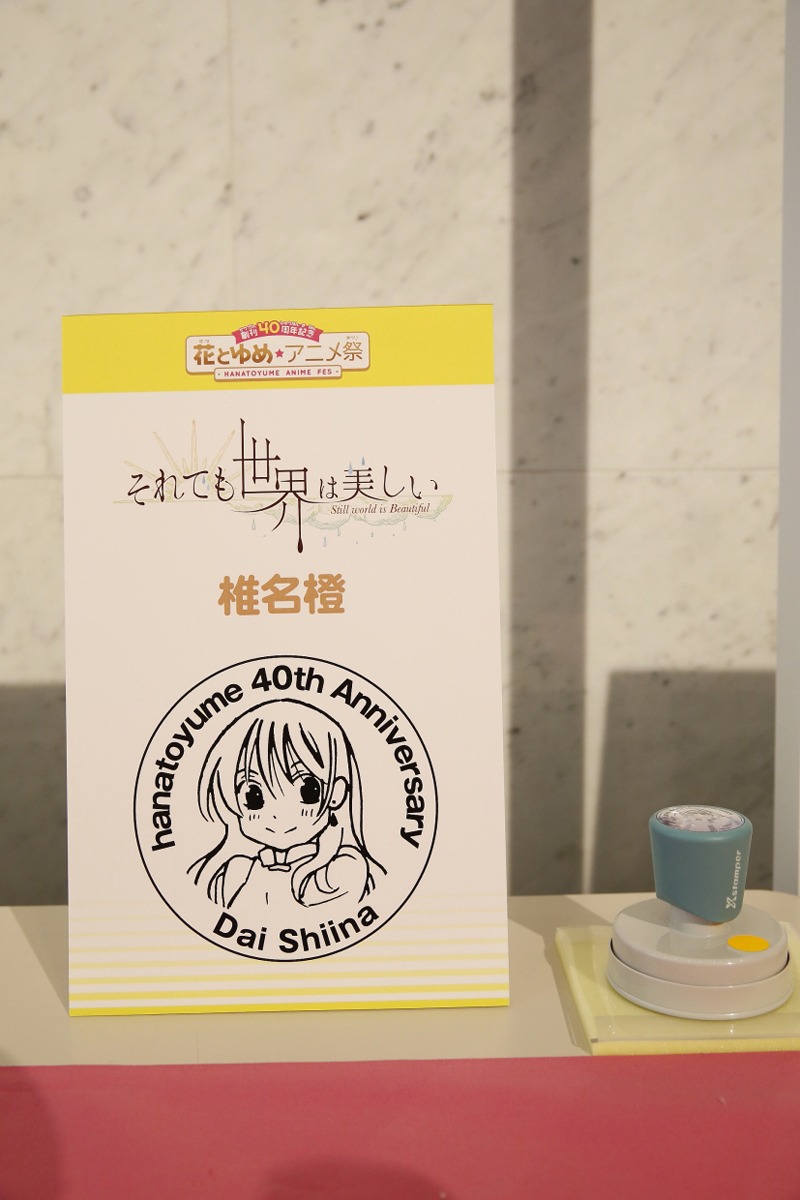 創刊40周年記念
花とゆめ★アニメ祭
・HANATOYUME ANIME FES・
それても世界は美しい
Still world is Beautiful
椎名橙
hanatoyume 40th Anniversary
Dai Shiina
Xstamper